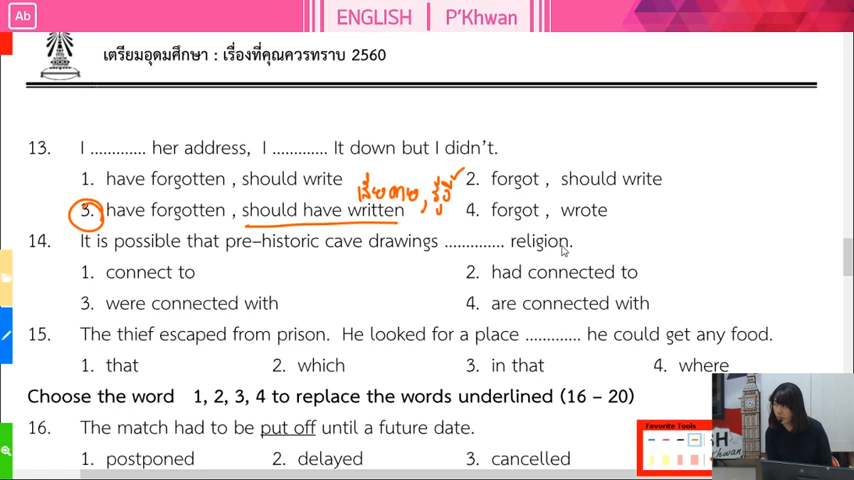 Ab ENGLISH P'Khwan
เตรียมอุดมศึกษา : เรื่องที่คุณควรทราบ 2560
13. I ............. her address, I ............. It down but I didn't.
1. have forgotten , should write 2. forgot , should write
เสียดาย , รู้งี้
3. have forgotten , should have written 4. forgot , wrote
14. It is possible that pre-historic cave drawings .............. religion.
1. connect to 2. had connected to
3. were connected with 4. are connected with
15. The thief escaped from prison. He looked for a place ............. he could get any food.
1. that 2. which 3. in that 4. where
Choose the word 1, 2, 3, 4 to replace the words underlined (16 – 20)
16. The match had to be put off until a future date.
1. postponed 2. delayed 3. cancelled
Favorite Tools
SH
Khwan